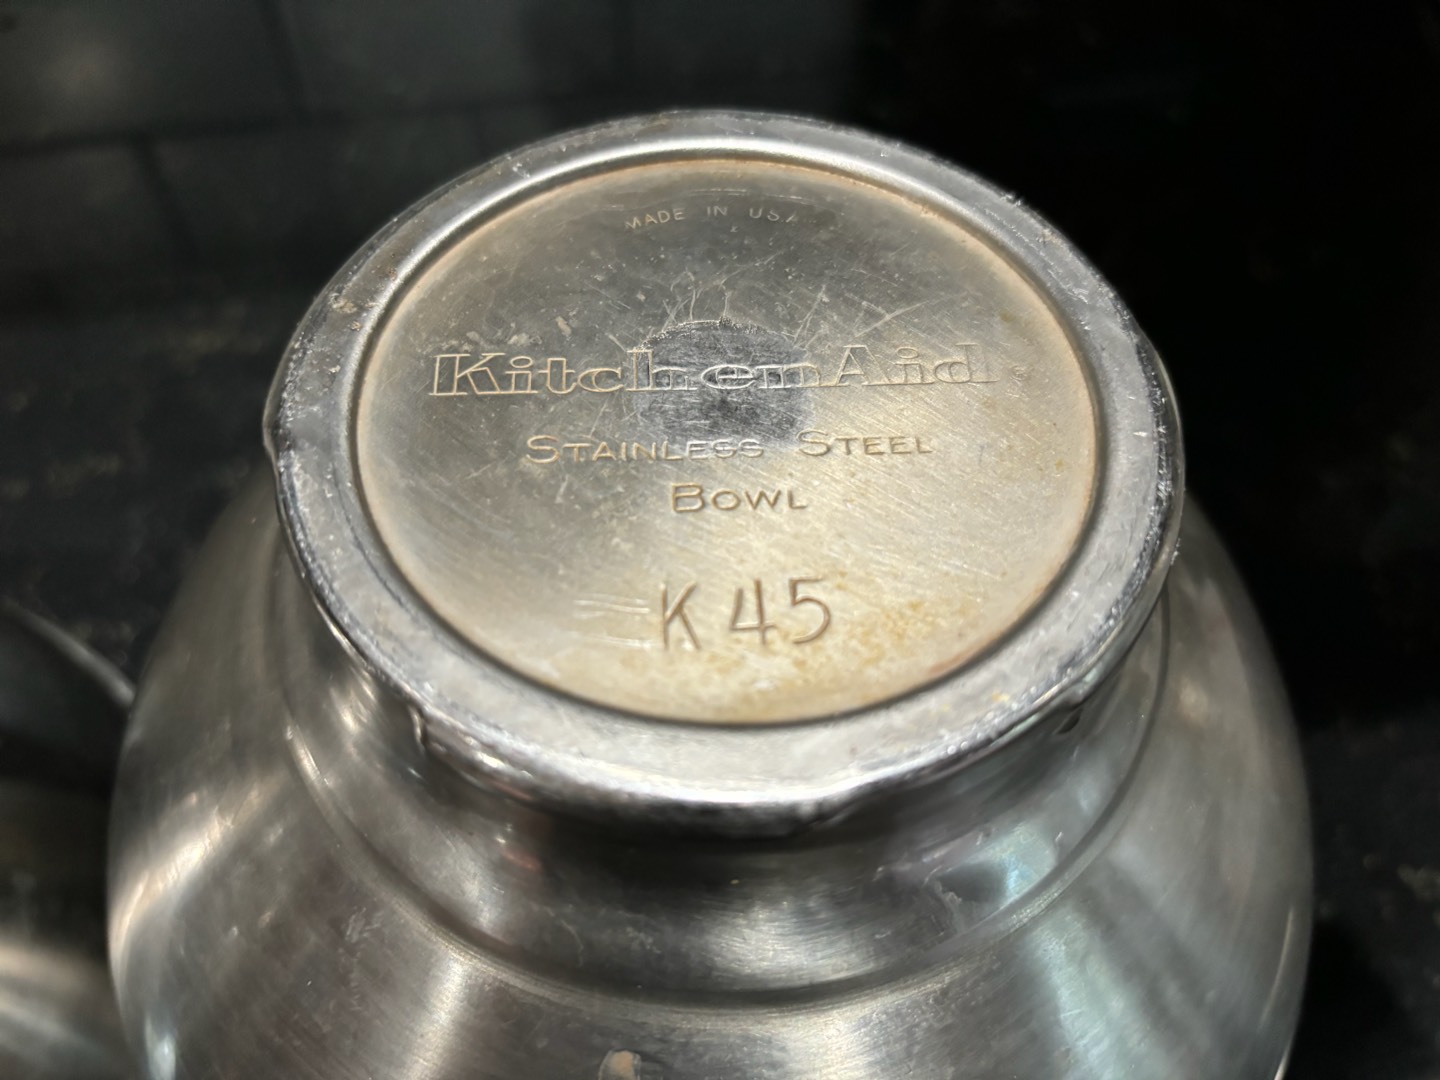 MADE IN USA
KitchenAid®
STAINLESS STEEL
BOWL
K45